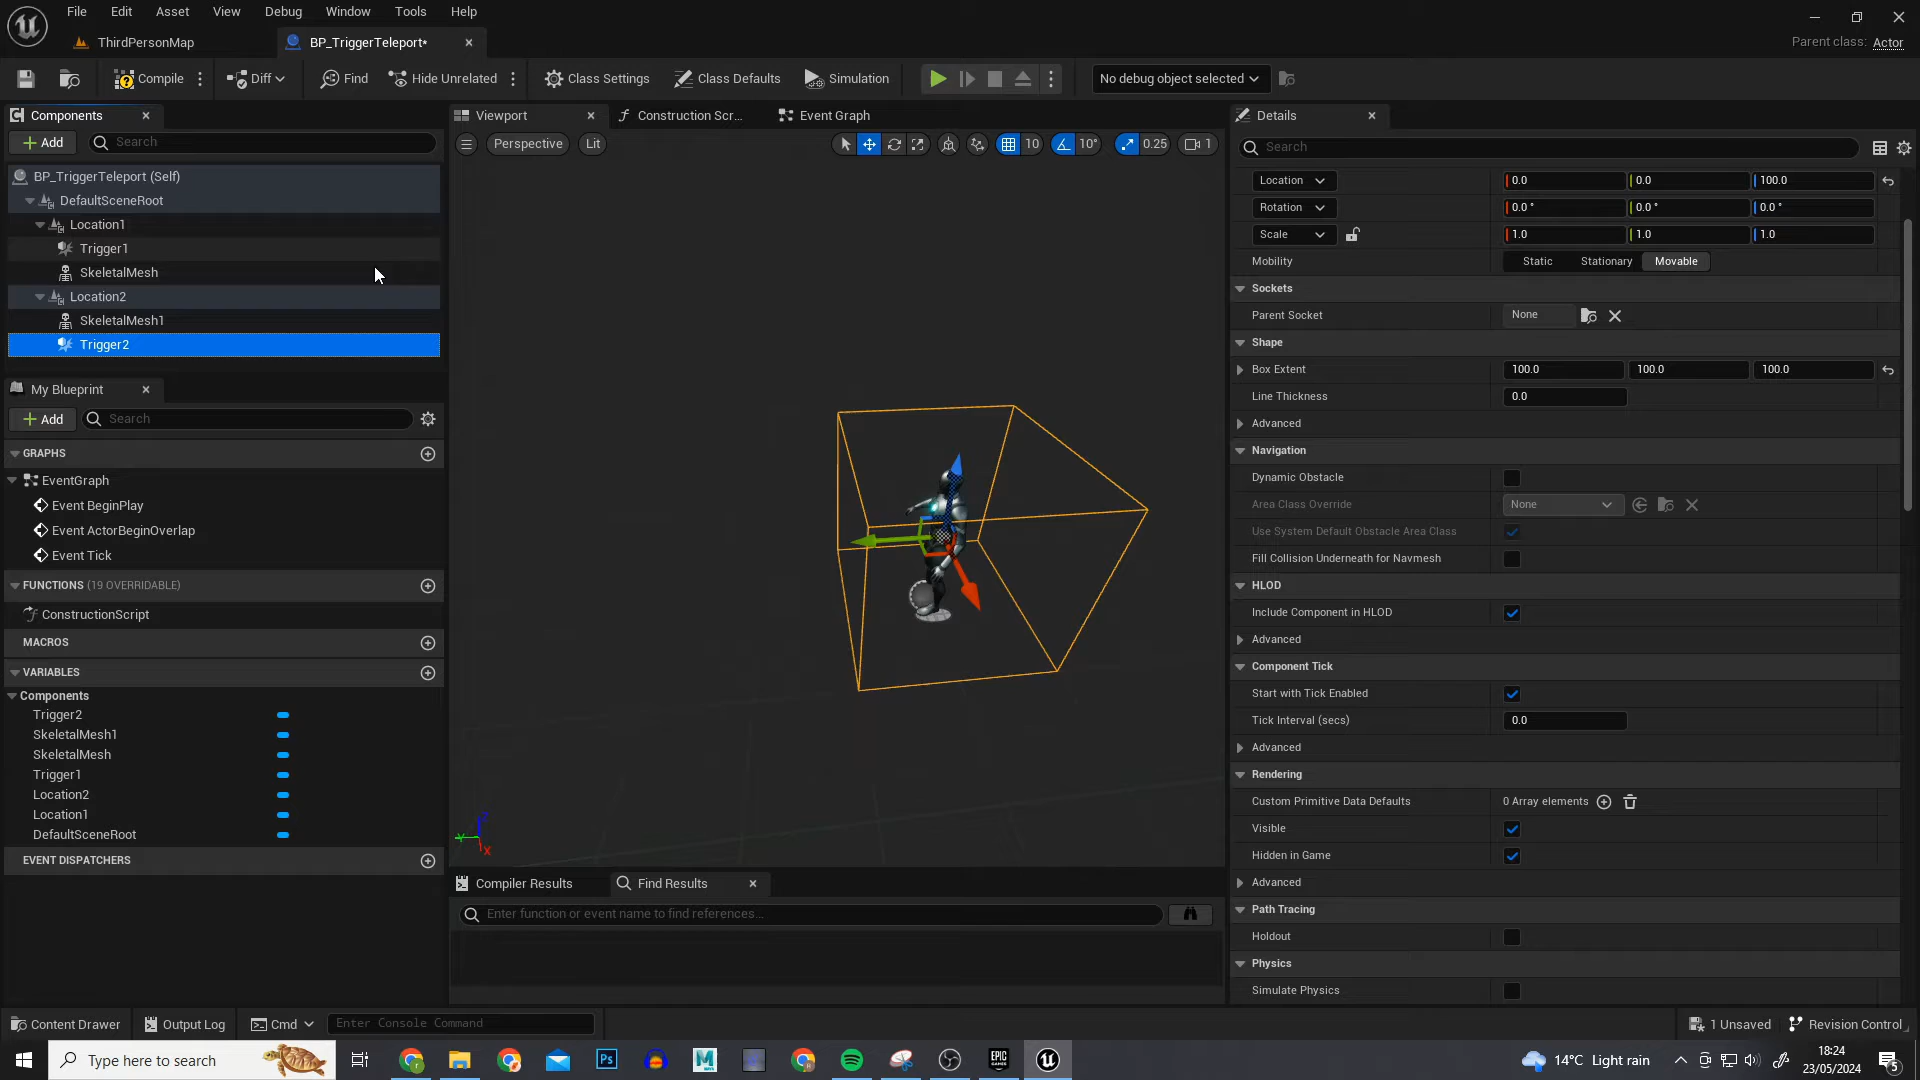 File Edit Asset View Debug Window Tools Help
ThirdPersonMap BP_TriggerTeleport* Parent class: Actor
Compile Diff Find Hide Unrelated Class Settings Class Defaults Simulation No debug object selected
Components Viewport Construction Scr... Event Graph Details
Add Search Perspective Lit 10 10° 0.25 1 Search
BP_TriggerTeleport (Self)
DefaultSceneRoot
Location1
Trigger1
SkeletalMesh
Location2
SkeletalMesh1
Trigger2
My Blueprint
Add Search
GRAPHS
EventGraph
Event BeginPlay
Event ActorBeginOverlap
Event Tick
FUNCTIONS (19 OVERRIDABLE)
ConstructionScript
MACROS
VARIABLES
Components
Trigger2
SkeletalMesh1
SkeletalMesh
Trigger1
Location2
Location1
DefaultSceneRoot
EVENT DISPATCHERS
Y X
Compiler Results Find Results
Enter function or event name to find references...
Location 0.0 0.0 100.0
Rotation 0.0 ° 0.0 ° 0.0 °
Scale 1.0 1.0 1.0
Mobility Static Stationary Movable
Sockets
Parent Socket None
Shape
Box Extent 100.0 100.0 100.0
Line Thickness 0.0
Advanced
Navigation
Dynamic Obstacle
Area Class Override None
Use System Default Obstacle Area Class
Fill Collision Underneath for Navmesh
HLOD
Include Component in HLOD
Advanced
Component Tick
Start with Tick Enabled
Tick Interval (secs) 0.0
Advanced
Rendering
Custom Primitive Data Defaults 0 Array elements
Visible
Hidden in Game
Advanced
Path Tracing
Holdout
Physics
Simulate Physics
Content Drawer Output Log Cmd Enter Console Command 1 Unsaved Revision Control
Type here to search Ps M EPIC GAMES 14°C Light rain 18:24
23/05/2024 5